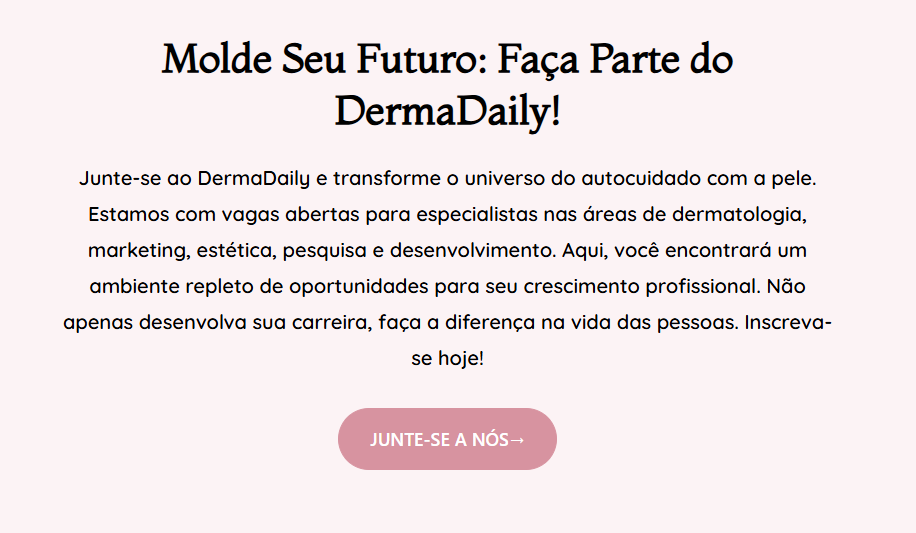 Molde Seu Futuro: Faça Parte do
DermaDaily!
Junte-se ao DermaDaily e transforme o universo do autocuidado com a pele.
Estamos com vagas abertas para especialistas nas áreas de dermatologia,
marketing, estética, pesquisa e desenvolvimento. Aqui, você encontrará um
ambiente repleto de oportunidades para seu crescimento profissional. Não
apenas desenvolva sua carreira, faça a diferença na vida das pessoas. Inscreva-
se hoje!
JUNTE-SE A NÓS→